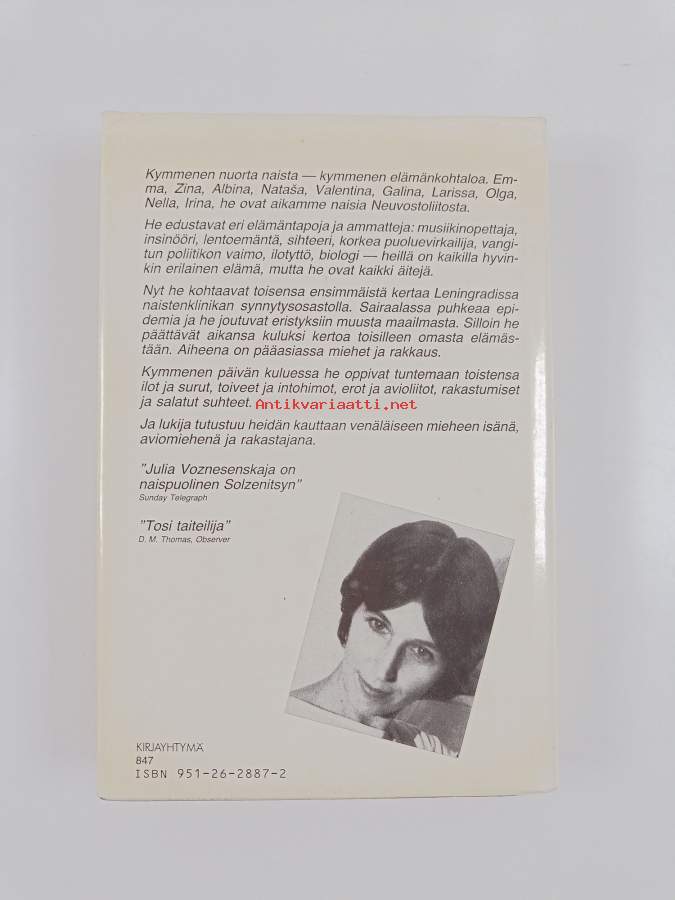 Kymmenen nuorta naista — kymmenen elämänkohtaloa. Em-
ma, Zina, Albina, Nataša, Valentina, Galina, Larissa, Olga,
Nella, Irina, he ovat aikamme naisia Neuvostoliitosta.
He edustavat eri elämäntapoja ja ammatteja: musiikinopettaja,
insinööri, lentoemäntä, sihteeri, korkea puoluevirkailija, vangi-
tun poliitikon vaimo, ilotyttö, biologi — heillä on kaikilla hyvin-
kin erilainen elämä, mutta he ovat kaikki äitejä.
Nyt he kohtaavat toisensa ensimmäistä kertaa Leningradissa
naistenklinikan synnytysosastolla. Sairaalassa puhkeaa epi-
demia ja he joutuvat eristyksiin muusta maailmasta. Silloin he
päättävät aikansa kuluksi kertoa toisilleen omasta elämäs-
tään. Aiheena on pääasiassa miehet ja rakkaus.
Kymmenen päivän kuluessa he oppivat tuntemaan toistensa
ilot ja surut, toiveet ja intohimot, erot ja avioliitot, rakastumiset
ja salatut suhteet.
Antikvariaatti.net
Ja lukija tutustuu heidän kauttaan venäläiseen mieheen isänä,
aviomiehenä ja rakastajana.
"Julia Voznesenskaja on
naispuolinen Solzenitsyn"
Sunday Telegraph
"Tosi taiteilija"
D. M. Thomas, Observer
KIRJAYHTYMÄ
847
ISBN 951-26-2887-2